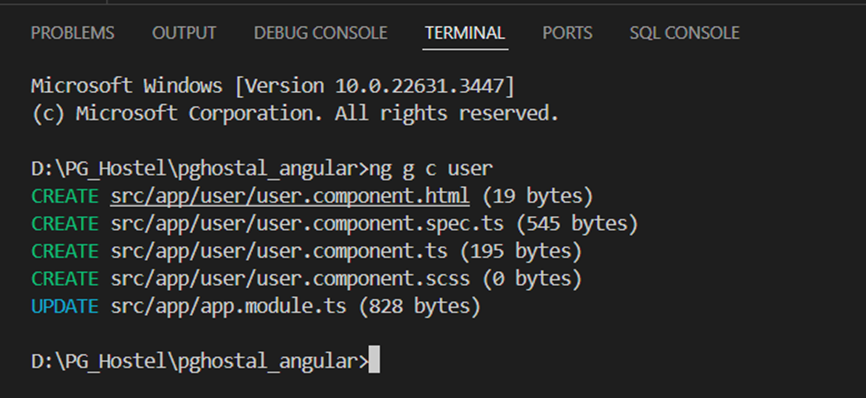 PROBLEMS OUTPUT DEBUG CONSOLE TERMINAL PORTS SQL CONSOLE
Microsoft Windows [Version 10.0.22631.3447]
(c) Microsoft Corporation. All rights reserved.
D:\PG_Hostel\pghostal_angular>ng g c user
CREATE src/app/user/user.component.html (19 bytes)
CREATE src/app/user/user.component.spec.ts (545 bytes)
CREATE src/app/user/user.component.ts (195 bytes)
CREATE src/app/user/user.component.scss (0 bytes)
UPDATE src/app/app.module.ts (828 bytes)
D:\PG_Hostel\pghostal_angular>